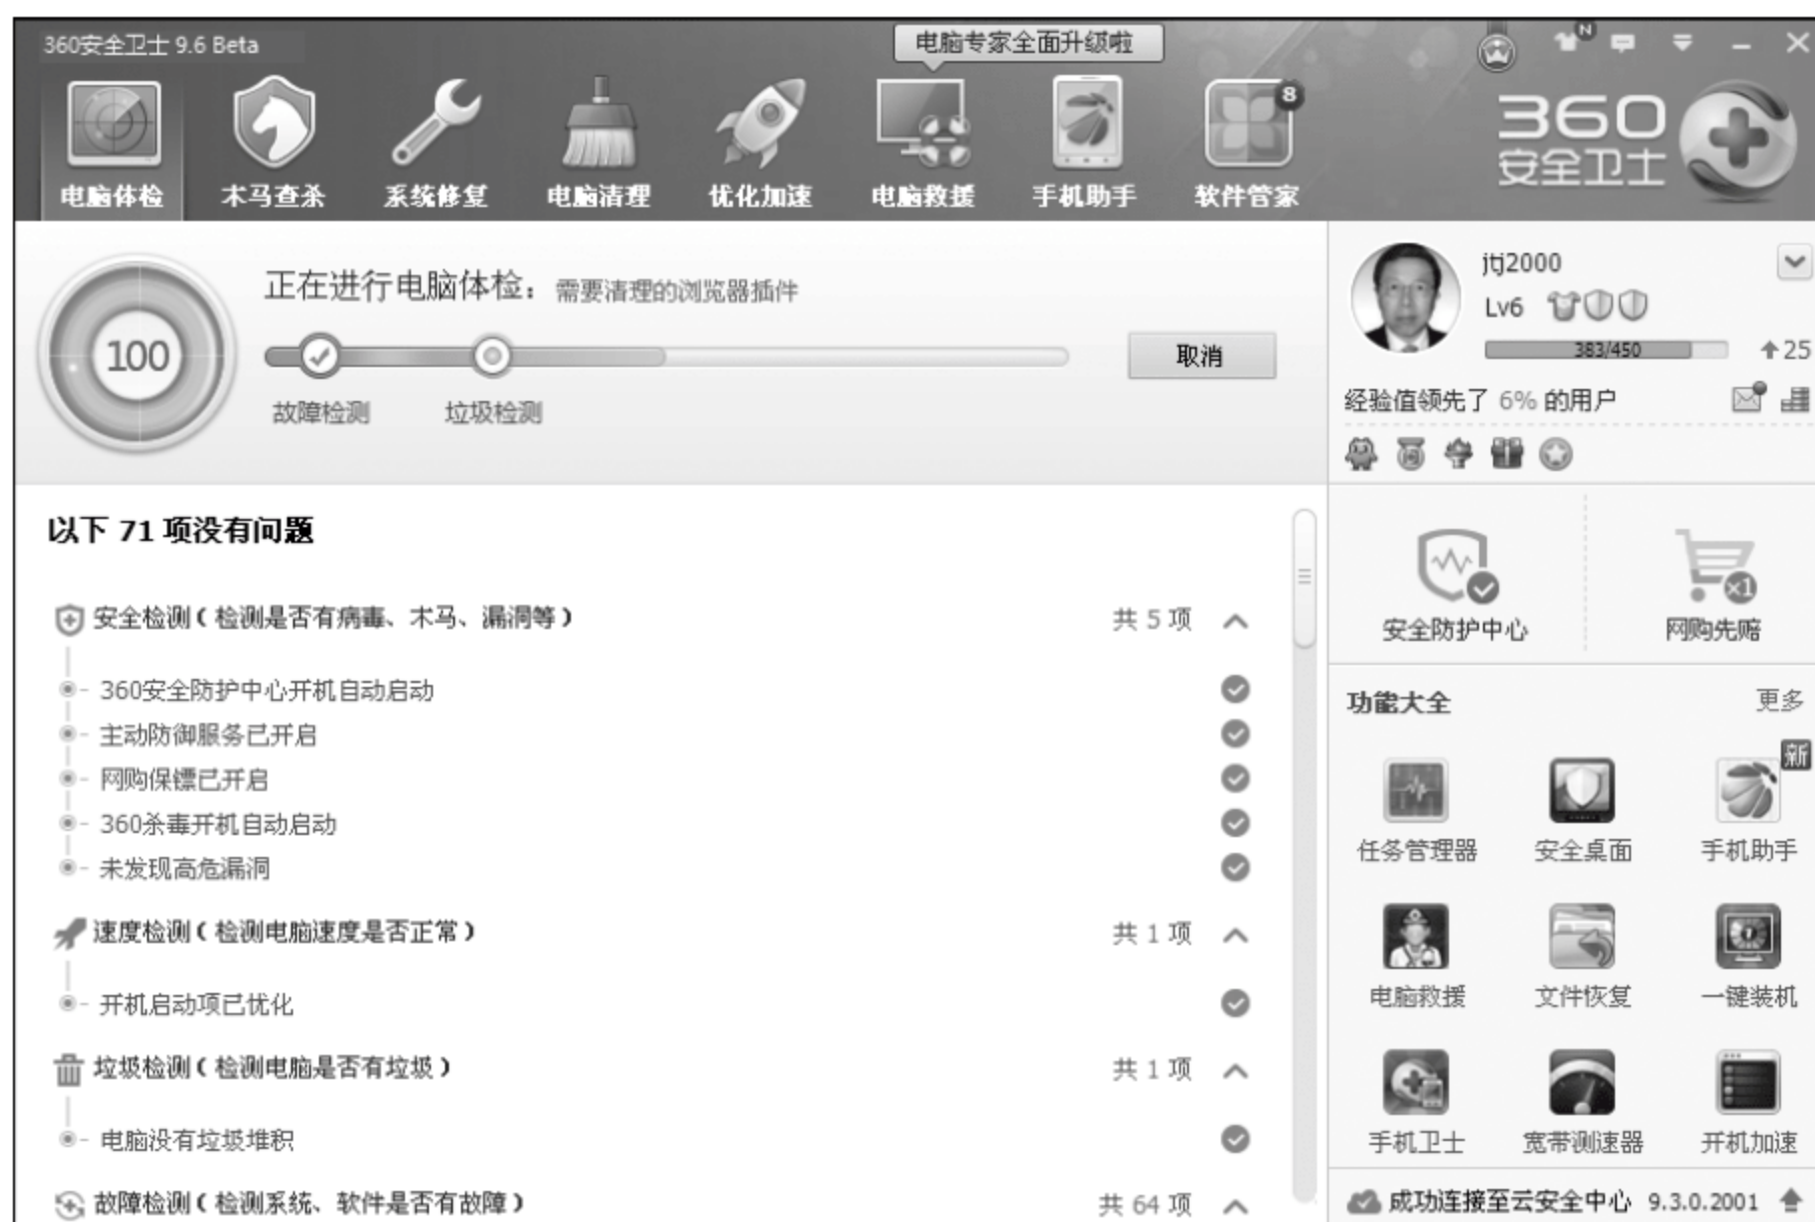 360安全卫士 9.6 Beta
电脑专家全面升级啦
N
电脑体检
木马查杀
系统修复
电脑清理
优化加速
电脑救援
手机助手
8
软件管家
360
安全卫士
100
正在进行电脑体检：需要清理的浏览器插件
取消
故障检测
垃圾检测
jtj2000
Lv6
383/450
25
经验值领先了 6% 的用户
以下 71 项没有问题
安全检测（检测是否有病毒、木马、漏洞等） 共 5 项
360安全防护中心开机自动启动
主动防御服务已开启
网购保镖已开启
360杀毒开机自动启动
未发现高危漏洞
速度检测（检测电脑速度是否正常） 共 1 项
开机启动项已优化
垃圾检测（检测电脑是否有垃圾） 共 1 项
电脑没有垃圾堆积
故障检测（检测系统、软件是否有故障） 共 64 项
安全防护中心
x1
网购先赔
功能大全 更多
新
任务管理器 安全桌面 手机助手
电脑救援 文件恢复 一键装机
手机卫士 宽带测速器 开机加速
成功连接至云安全中心 9.3.0.2001